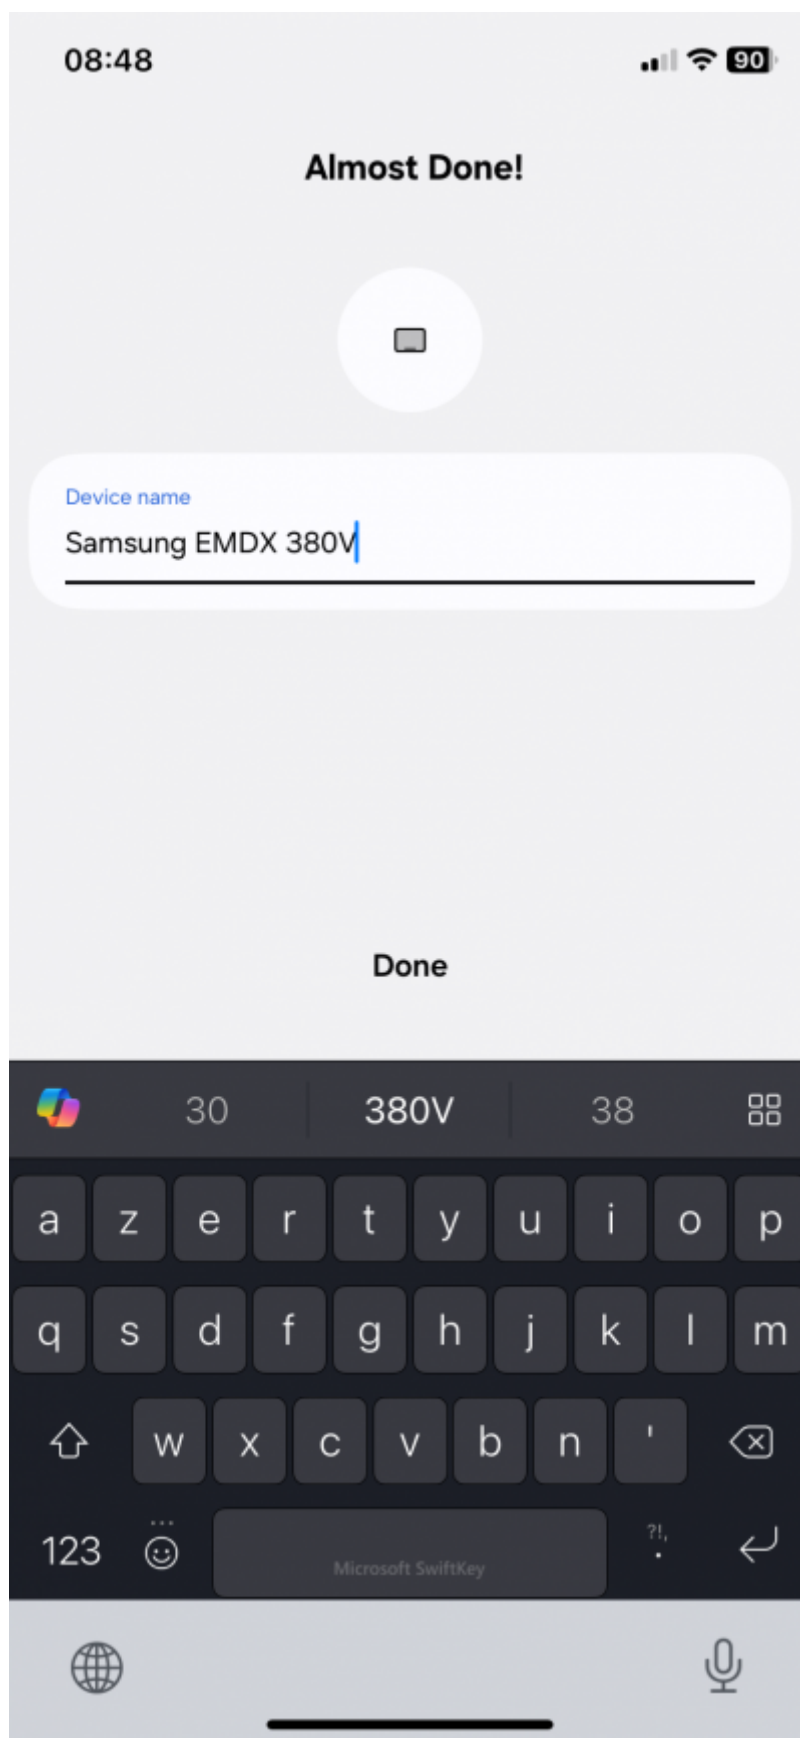 08:48 90
Almost Done!
Device name
Samsung EMDX 380V
Done
30 380V 38
a z e r t y u i o p
q s d f g h j k l m
w x c v b n '
123 ?!, .
Microsoft SwiftKey